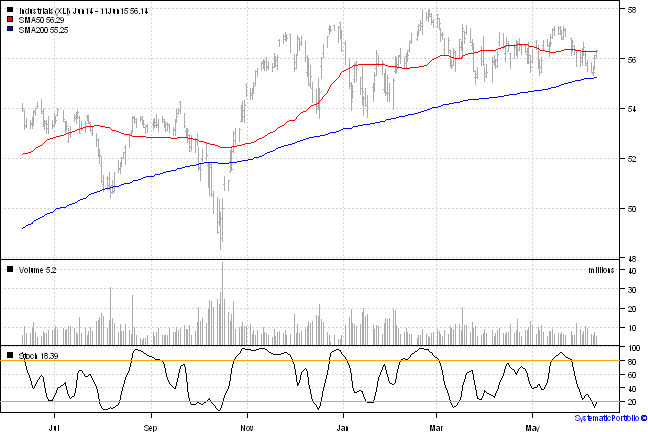 Industrials (XLI) Jun14 - 11Jun15 56.14
SMA50 56.29
SMA200 55.25
58
56
54
52
50
48
Volume 5.2
millions
40
30
20
10
Stoch 18.39
100
80
60
40
20
Jul
Sep
Nov
Jan
Mar
May
SystematicPortfolio ©